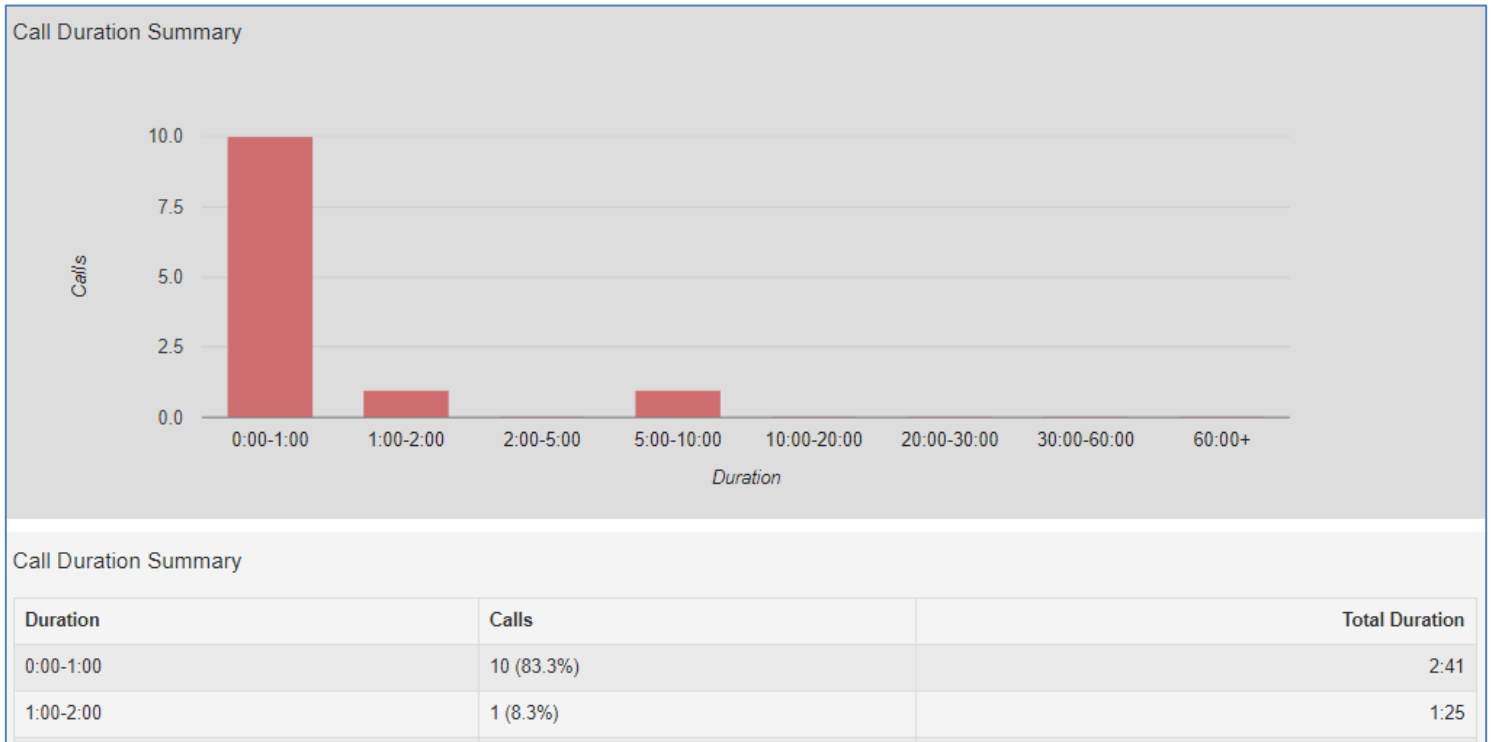 Call Duration Summary
10.0
7.5
5.0
2.5
0.0
Calls
0:00-1:00 1:00-2:00 2:00-5:00 5:00-10:00 10:00-20:00 20:00-30:00 30:00-60:00 60:00+
Duration
Call Duration Summary
Duration Calls Total Duration
0:00-1:00 10 (83.3%) 2:41
1:00-2:00 1 (8.3%) 1:25